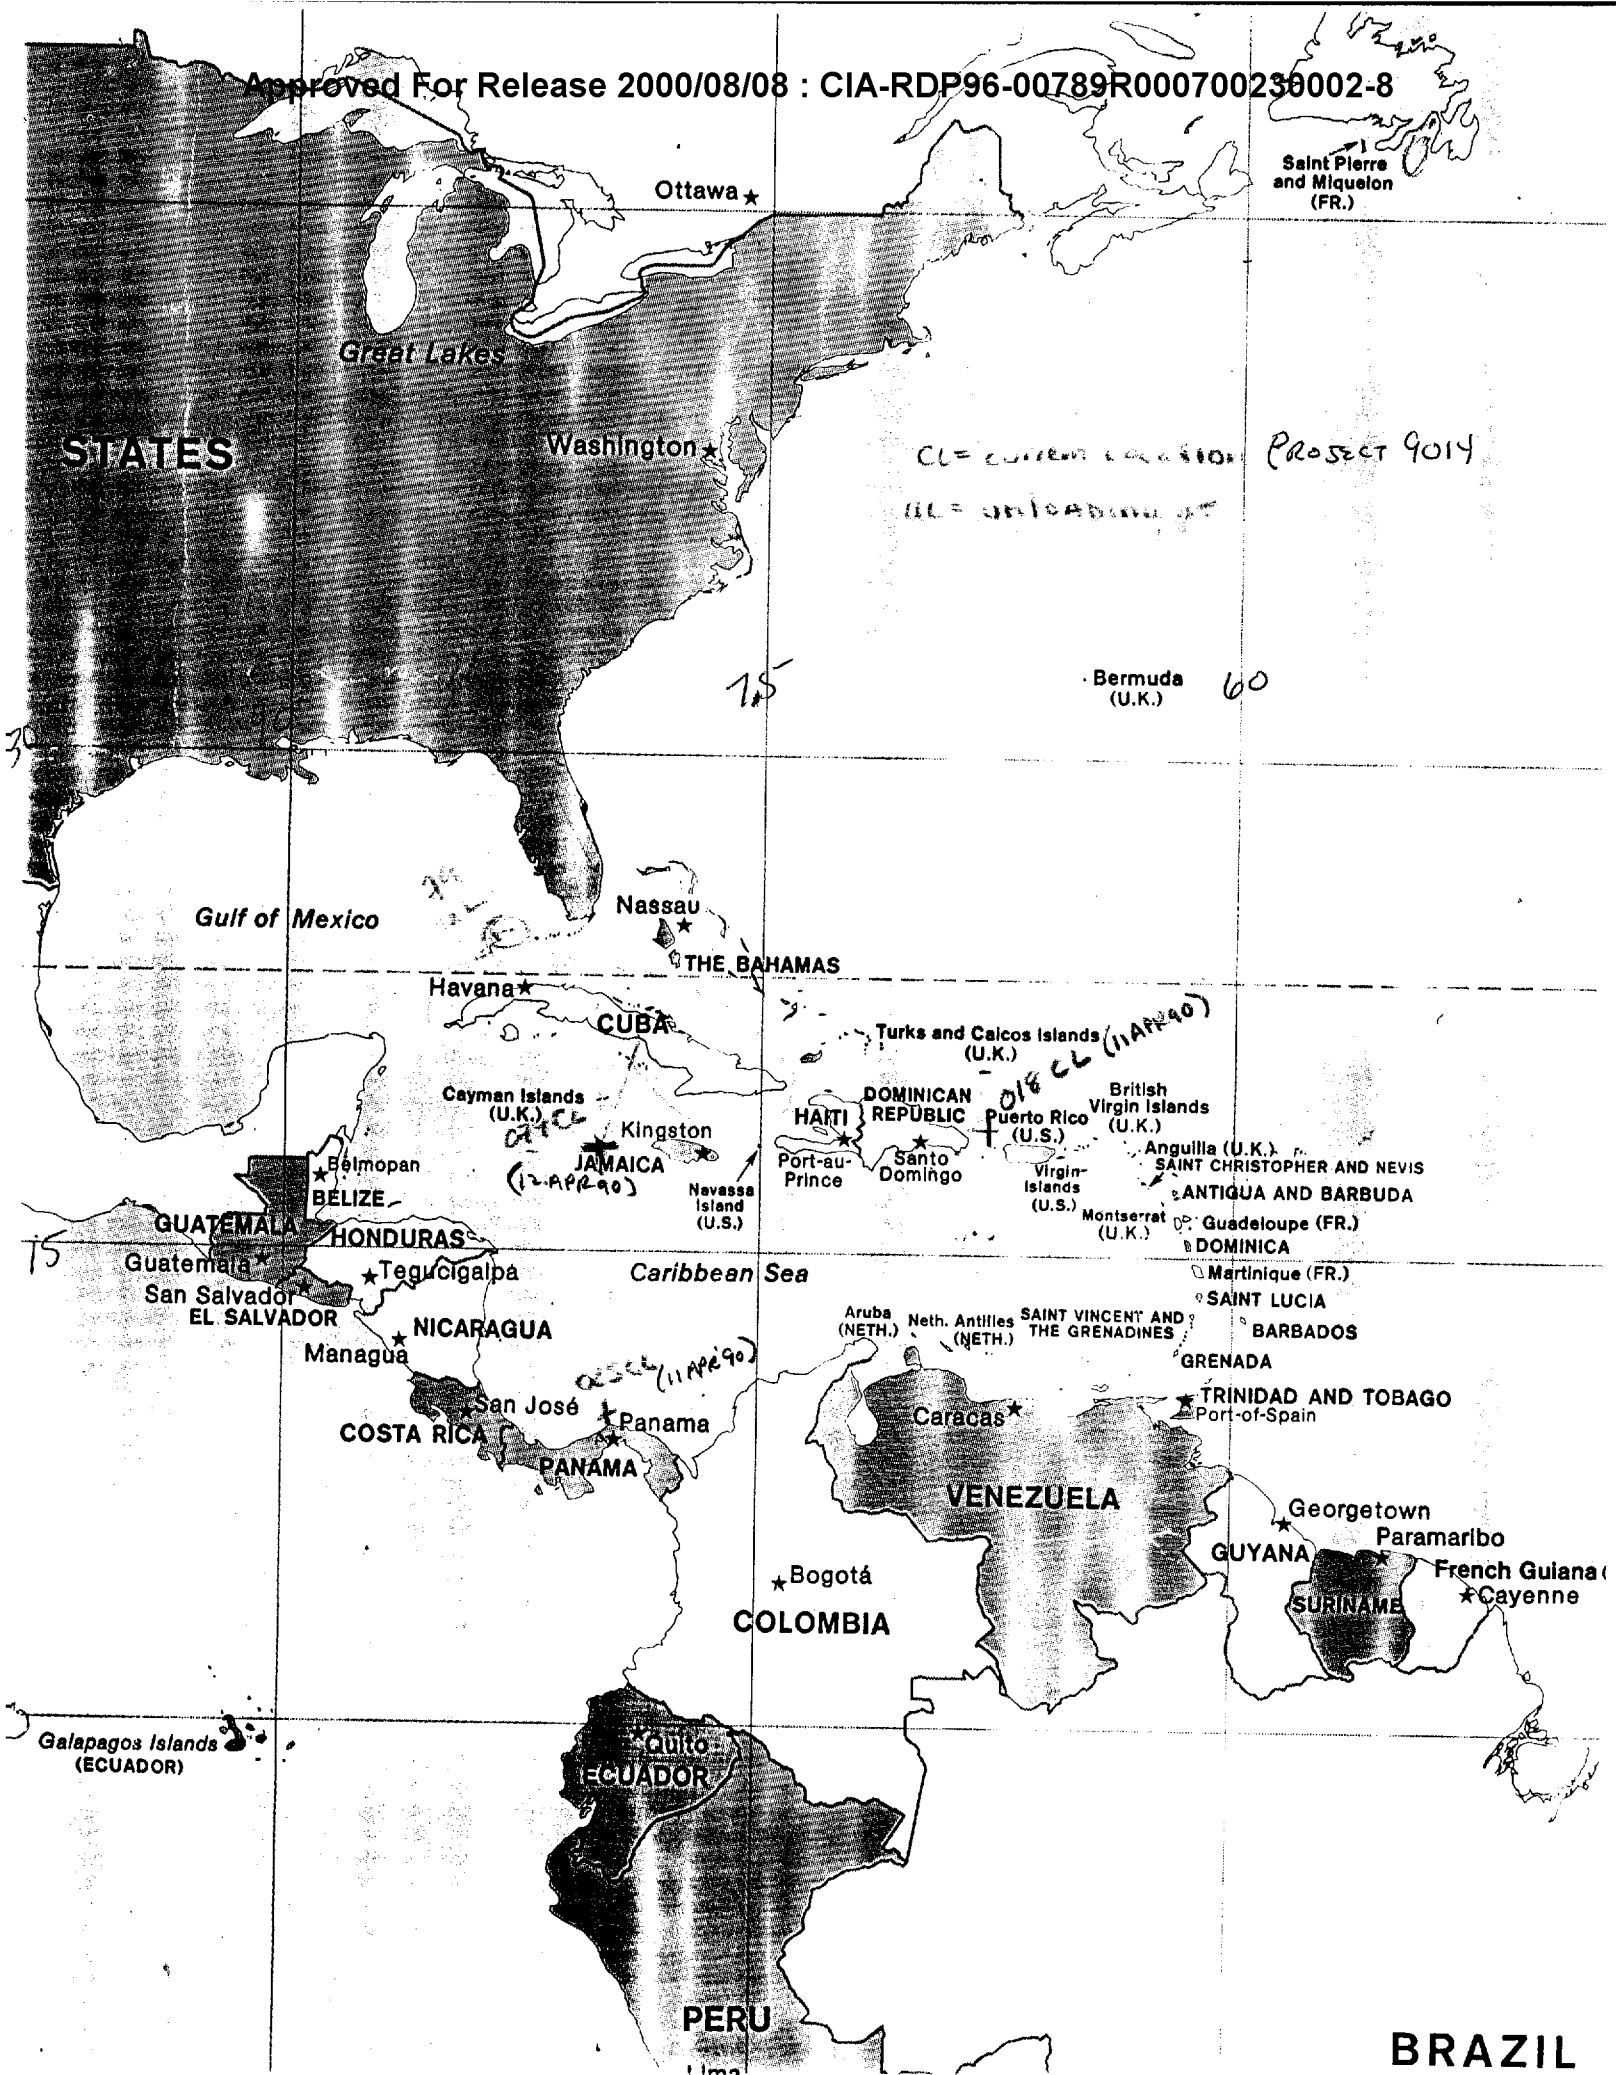 Approved For Release 2000/08/08 : CIA-RDP96-00789R000700230002-8
Saint Pierre
and Miquelon
(FR.)
Ottawa
Great Lakes
STATES
Washington
CL = current location PROJECT 9014
UL = unloading at
75
Bermuda
(U.K.)
60
30
Gulf of Mexico
Nassau
THE BAHAMAS
Havana
CUBA
Turks and Caicos Islands
(U.K.)
018 CL (11 APR 90)
Cayman Islands
(U.K.)
Kingston
JAMAICA
(12 APR 90)
Navassa
Island
(U.S.)
HAITI
Port-au-
Prince
DOMINICAN
REPUBLIC
Santo
Domingo
Puerto Rico
(U.S.)
British
Virgin Islands
(U.K.)
Virgin
Islands
(U.S.)
Anguilla (U.K.)
SAINT CHRISTOPHER AND NEVIS
ANTIGUA AND BARBUDA
Montserrat
(U.K.)
Guadeloupe (FR.)
DOMINICA
Martinique (FR.)
SAINT LUCIA
SAINT VINCENT AND
THE GRENADINES
BARBADOS
GRENADA
Belmopan
BELIZE
GUATEMALA
Guatemala
HONDURAS
Tegucigalpa
15
San Salvador
EL SALVADOR
NICARAGUA
Managua
Caribbean Sea
Aruba
(NETH.)
Neth. Antilles
(NETH.)
(11 APR 90)
San José
COSTA RICA
Panama
PANAMA
Caracas
TRINIDAD AND TOBAGO
Port-of-Spain
VENEZUELA
Georgetown
GUYANA
Paramaribo
SURINAME
French Guiana (
Cayenne
Bogotá
COLOMBIA
Galapagos Islands
(ECUADOR)
Quito
ECUADOR
PERU
Lima
BRAZIL